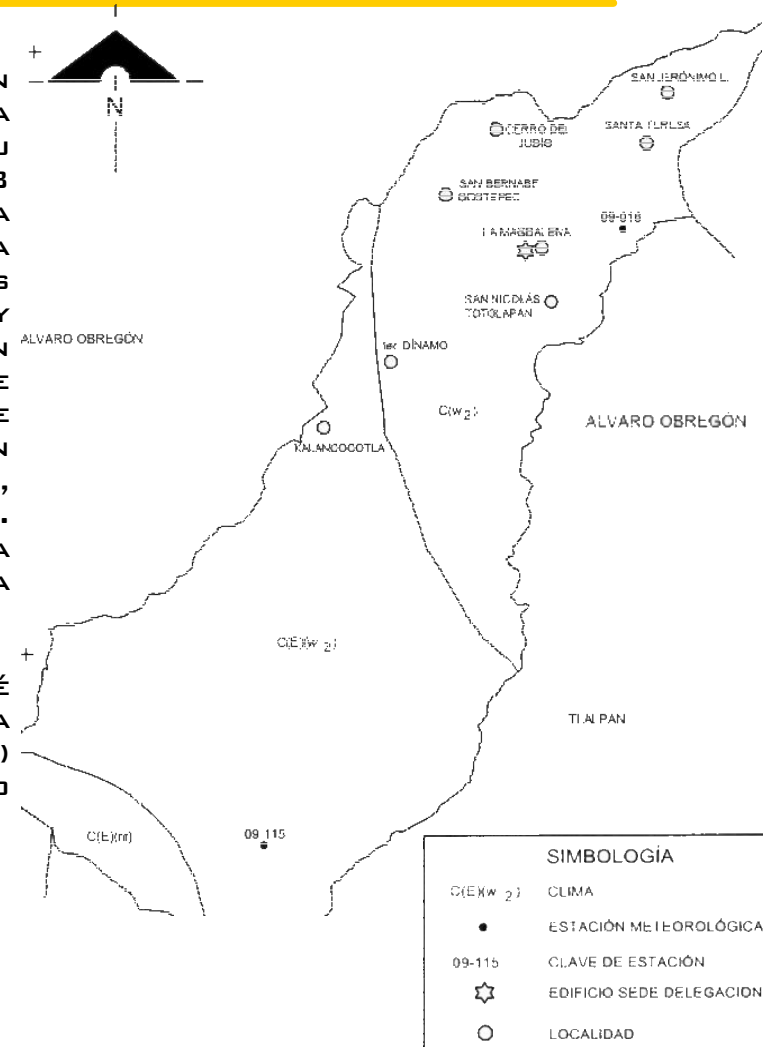 N
SAN JERÓNIMO L.
CERRO DEL
JUDÍO
SANTA TERESA
SAN BERNABE
OCOTEPEC
09-016
LA MAGDALENA
SAN NICOLÁS
TOTOLAPAN
ALVARO OBREGÓN
1er. DÍNAMO
C(w2)
ALVARO OBREGÓN
XALANCOCOTLA
C(E)(w2)
TLALPAN
C(E)(m)
09 115
SIMBOLOGÍA
C(E)(w2) CLIMA
ESTACIÓN METEOROLÓGICA
09-115 CLAVE DE ESTACIÓN
EDIFICIO SEDE DELEGACION
LOCALIDAD